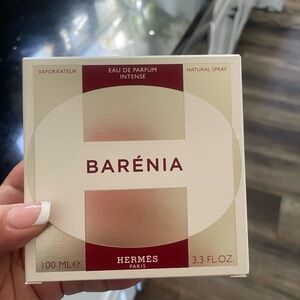 VAPORISATEUR
EAU DE PARFUM
INTENSE
NATURAL SPRAY
BARÉNIA
100 ML℮
HERMÈS
PARIS
3.3 FL.OZ.